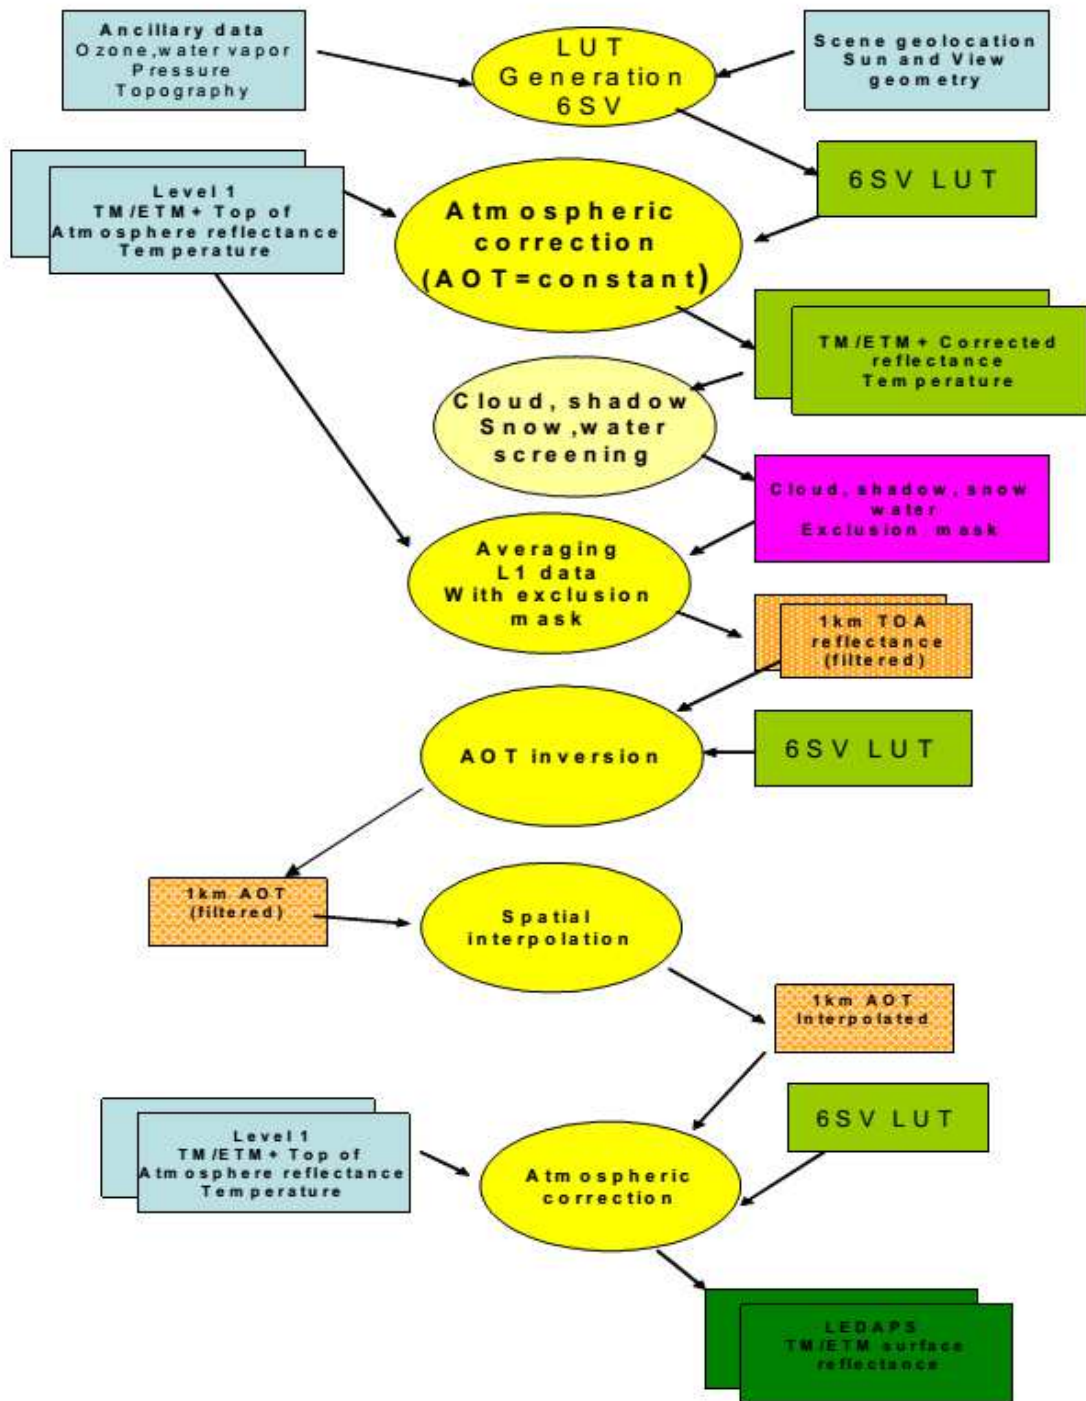 Ancillary data
Ozone,water vapor
Pressure
Topography
LUT
Generation
6SV
Scene geolocation
Sun and View
geometry
Level 1
TM/ETM+ Top of
Atmosphere reflectance
Temperature
Atmospheric
correction
(AOT=constant)
6SV LUT
TM/ETM+ Corrected
reflectance
Temperature
Cloud, shadow
Snow,water
screening
Cloud, shadow, snow
water
Exclusion mask
Averaging
L1 data
With exclusion
mask
1km TOA
reflectance
(filtered)
AOT inversion
6SV LUT
1km AOT
(filtered)
Spatial
interpolation
1km AOT
Interpolated
Level 1
TM/ETM+ Top of
Atmosphere reflectance
Temperature
Atmospheric
correction
6SV LUT
LEDAPS
TM/ETM surface
reflectance